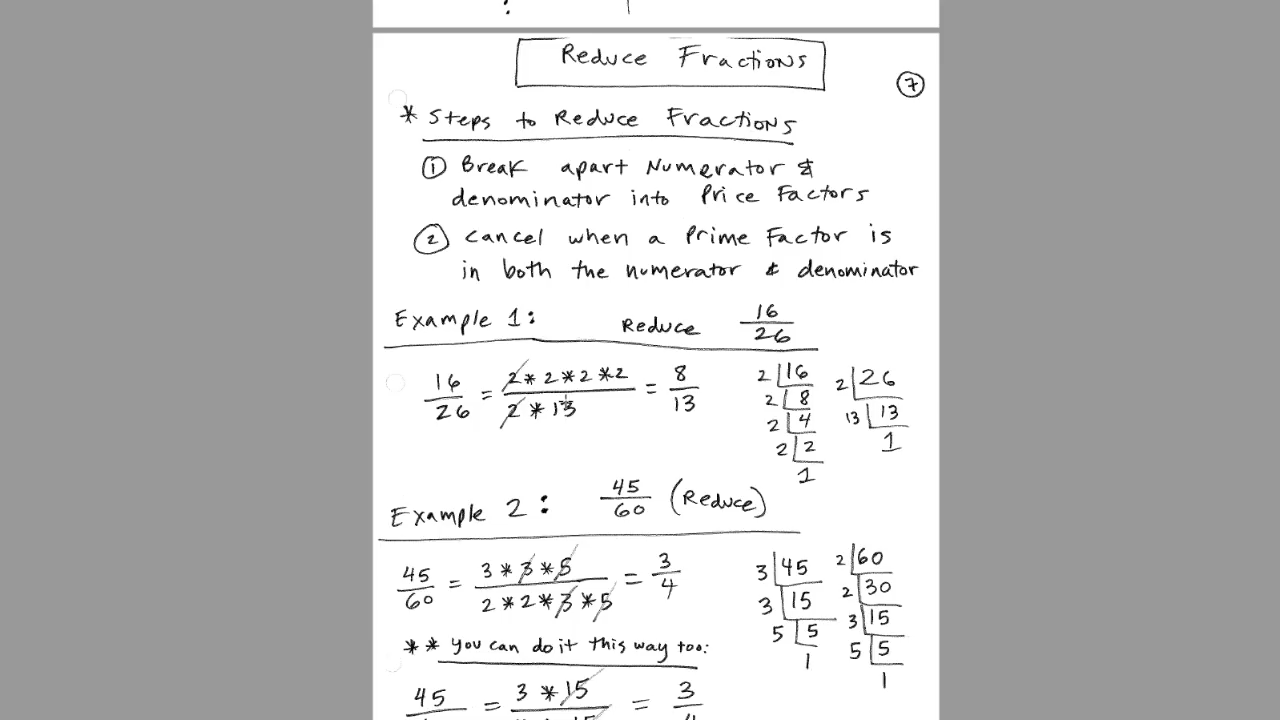 Reduce Fractions
7
* Steps to Reduce Fractions
① Break apart Numerator &
denominator into Price Factors
② Cancel when a Prime Factor is
in both the numerator & denominator
Example 1: Reduce 16/26
16/26 = 2*2*2*2 / 2*13 = 8/13
2 16
2 8
2 4
2 2
1
2 26
13 13
1
Example 2: 45/60 (Reduce)
45/60 = 3*3*5 / 2*2*3*5 = 3/4
3 45
3 15
5 5
1
2 60
2 30
3 15
5 5
1
** you can do it this way too:
45 = 3*15 = 3